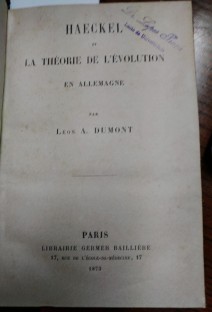 HAECKEL
ET
LA THÉORIE DE L'ÉVOLUTION
EN ALLEMAGNE
PAR
LÉON A. DUMONT
PARIS
LIBRAIRIE GERMER BAILLIÈRE
17, RUE DE L'ÉCOLE-DE-MÉDECINE, 17
1873